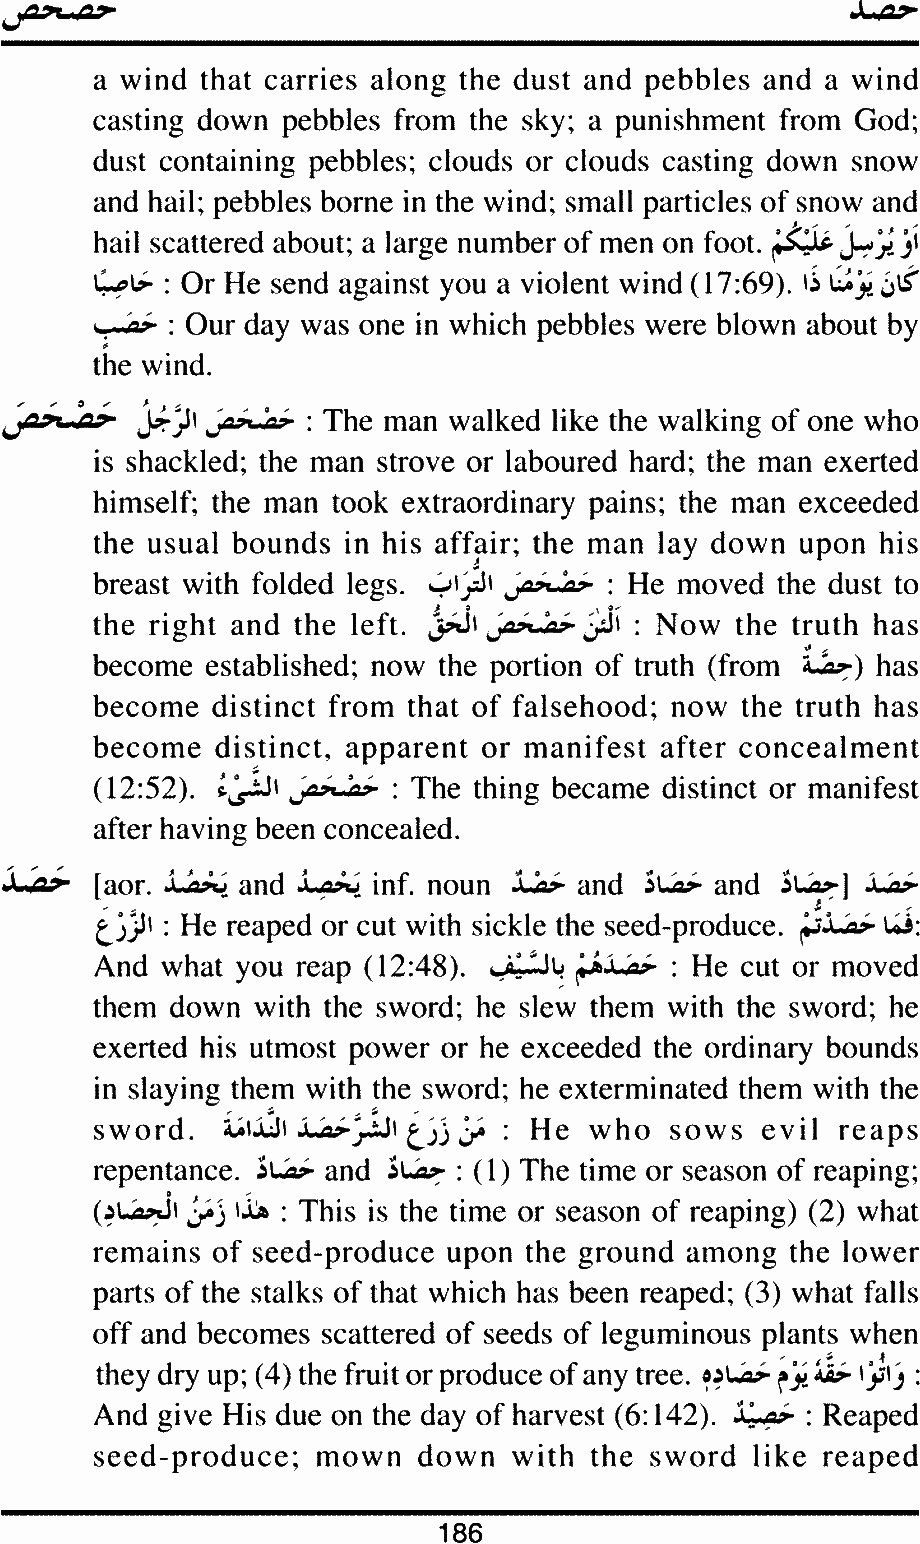 حصحص حصد
a wind that carries along the dust and pebbles and a wind
casting down pebbles from the sky; a punishment from God;
dust containing pebbles; clouds or clouds casting down snow
and hail; pebbles borne in the wind; small particles of snow and
hail scattered about; a large number of men on foot. اَوْ يُرْسِلَ عَلَيْكُمْ
حَاصِبًا : Or He send against you a violent wind (17:69). كَانَ يَوْمُنَا ذَا
حَصَبٍ : Our day was one in which pebbles were blown about by
the wind.
حَصْحَصَ حَصْحَصَ الرَّجُلُ : The man walked like the walking of one who
is shackled; the man strove or laboured hard; the man exerted
himself; the man took extraordinary pains; the man exceeded
the usual bounds in his affair; the man lay down upon his
breast with folded legs. حَصْحَصَ التُّرَابَ : He moved the dust to
the right and the left. اَلْئٰنَ حَصْحَصَ الْحَقُّ : Now the truth has
become established; now the portion of truth (from حِصَّةٌ) has
become distinct from that of falsehood; now the truth has
become distinct, apparent or manifest after concealment
(12:52). حَصْحَصَ الشَّىْءُ : The thing became distinct or manifest
after having been concealed.
حَصَدَ [aor. يَحْصُدُ and يَحْصِدُ inf. noun حَصْدٌ and حَصَادٌ and حِصَادٌ] حَصَدَ
الزَّرْعَ : He reaped or cut with sickle the seed-produce. فَمَا حَصَدْتُّمْ:
And what you reap (12:48). حَصَدَهُمْ بِالسَّيْفِ : He cut or moved
them down with the sword; he slew them with the sword; he
exerted his utmost power or he exceeded the ordinary bounds
in slaying them with the sword; he exterminated them with the
sword. مَنْ زَرَعَ الشَّرَّ حَصَدَ النَّدَامَةَ : He who sows evil reaps
repentance. حَصَادٌ and حِصَادٌ : (1) The time or season of reaping;
(هٰذَا زَمَنُ الْحِصَادِ : This is the time or season of reaping) (2) what
remains of seed-produce upon the ground among the lower
parts of the stalks of that which has been reaped; (3) what falls
off and becomes scattered of seeds of leguminous plants when
they dry up; (4) the fruit or produce of any tree. وَاٰتُوْا حَقَّهٗ يَوْمَ حَصَادِهٖ :
And give His due on the day of harvest (6:142). حَصِيْدٌ : Reaped
seed-produce; mown down with the sword like reaped
186